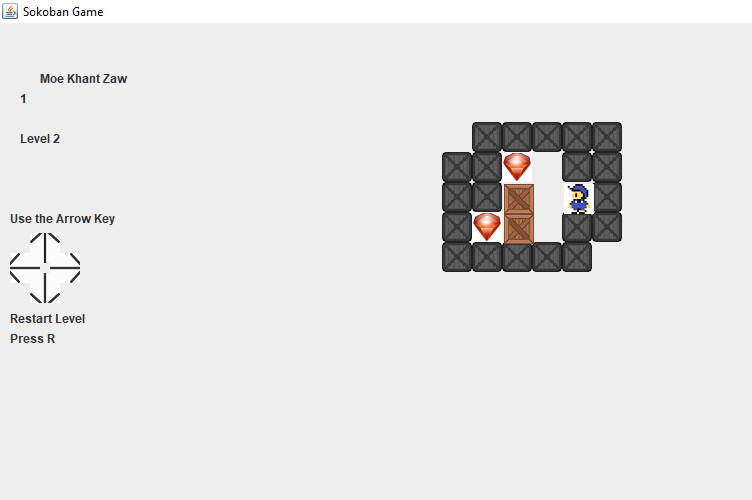 Sokoban Game
Moe Khant Zaw
1
Level 2
Use the Arrow Key
Restart Level
Press R